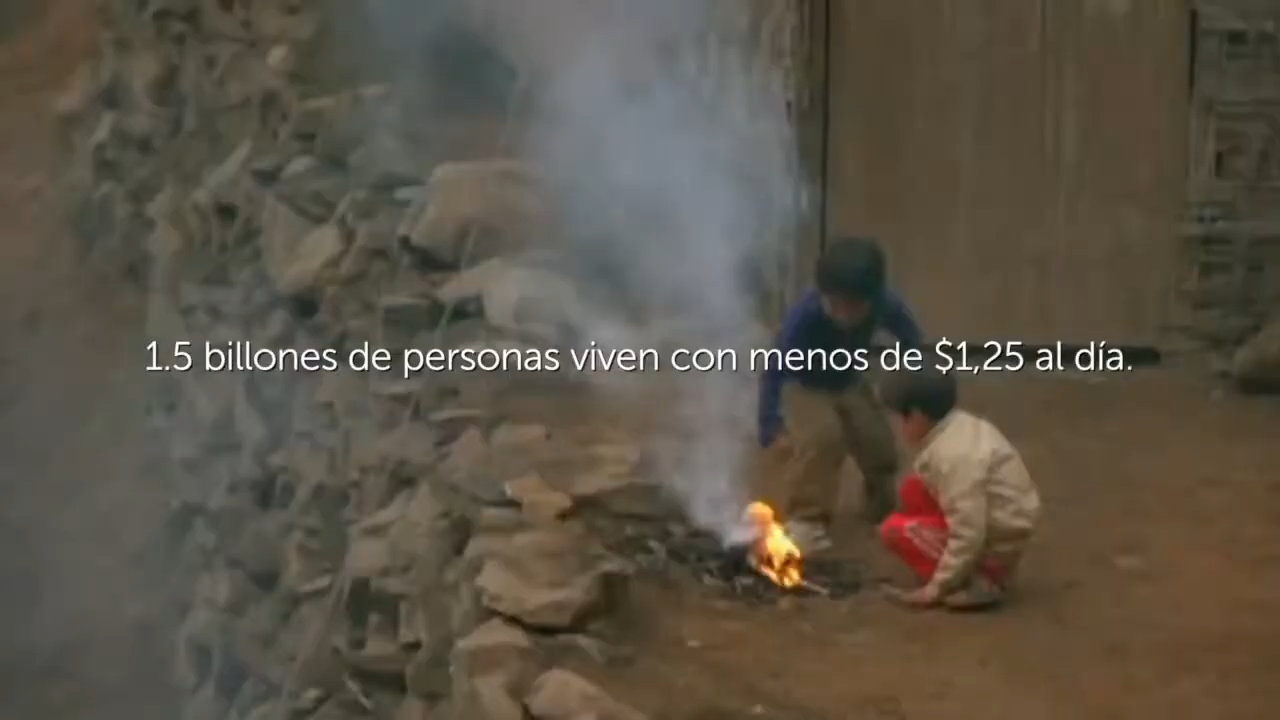 1.5 billones de personas viven con menos de $1,25 al día.